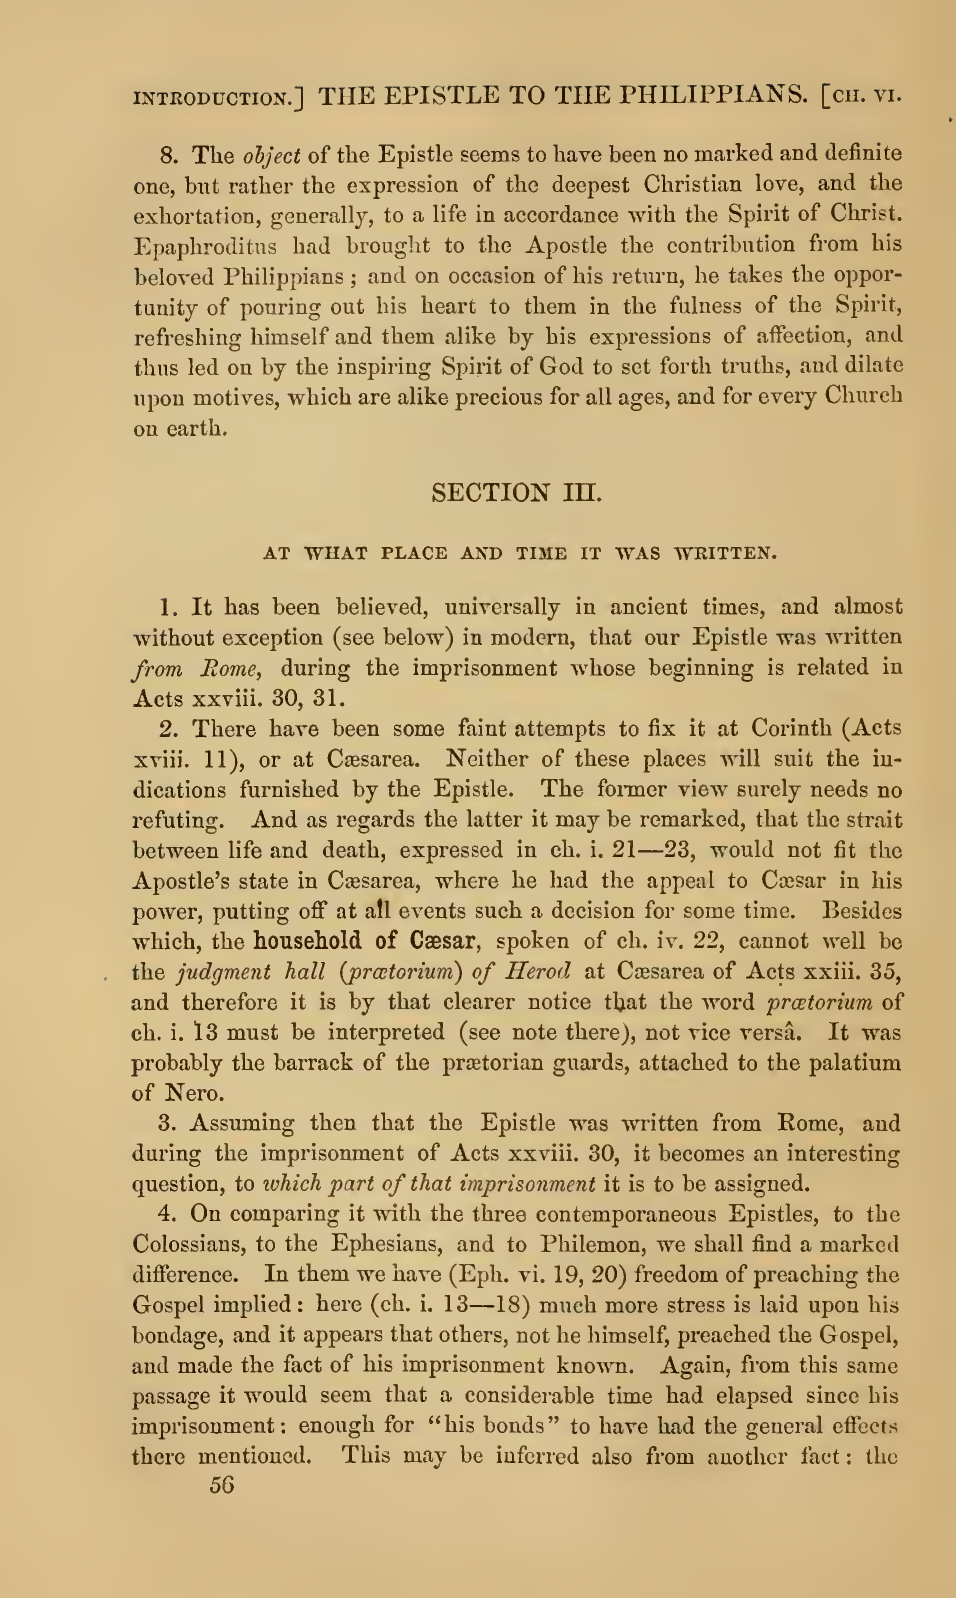 INTRODUCTION.] THE EPISTLE TO THE PHILIPPIANS. [CH. VI.
8. The object of the Epistle seems to have been no marked and definite
one, but rather the expression of the deepest Christian love, and the
exhortation, generally, to a life in accordance with the Spirit of Christ.
Epaphroditus had brought to the Apostle the contribution from his
beloved Philippians ; and on occasion of his return, he takes the oppor-
tunity of pouring out his heart to them in the fulness of the Spirit,
refreshing himself and them alike by his expressions of affection, and
thus led on by the inspiring Spirit of God to set forth truths, and dilate
upon motives, which are alike precious for all ages, and for every Church
on earth.
SECTION III.
AT WHAT PLACE AND TIME IT WAS WRITTEN.
1. It has been believed, universally in ancient times, and almost
without exception (see below) in modern, that our Epistle was written
from Rome, during the imprisonment whose beginning is related in
Acts xxviii. 30, 31.
2. There have been some faint attempts to fix it at Corinth (Acts
xviii. 11), or at Cæsarea. Neither of these places will suit the in-
dications furnished by the Epistle. The former view surely needs no
refuting. And as regards the latter it may be remarked, that the strait
between life and death, expressed in ch. i. 21—23, would not fit the
Apostle's state in Cæsarea, where he had the appeal to Cæsar in his
power, putting off at all events such a decision for some time. Besides
which, the household of Cæsar, spoken of ch. iv. 22, cannot well be
the judgment hall (prætorium) of Herod at Cæsarea of Acts xxiii. 35,
and therefore it is by that clearer notice that the word prætorium of
ch. i. 13 must be interpreted (see note there), not vice versâ. It was
probably the barrack of the prætorian guards, attached to the palatium
of Nero.
3. Assuming then that the Epistle was written from Rome, and
during the imprisonment of Acts xxviii. 30, it becomes an interesting
question, to which part of that imprisonment it is to be assigned.
4. On comparing it with the three contemporaneous Epistles, to the
Colossians, to the Ephesians, and to Philemon, we shall find a marked
difference. In them we have (Eph. vi. 19, 20) freedom of preaching the
Gospel implied : here (ch. i. 13—18) much more stress is laid upon his
bondage, and it appears that others, not he himself, preached the Gospel,
and made the fact of his imprisonment known. Again, from this same
passage it would seem that a considerable time had elapsed since his
imprisonment : enough for "his bonds" to have had the general effects
there mentioned. This may be inferred also from another fact : the
56